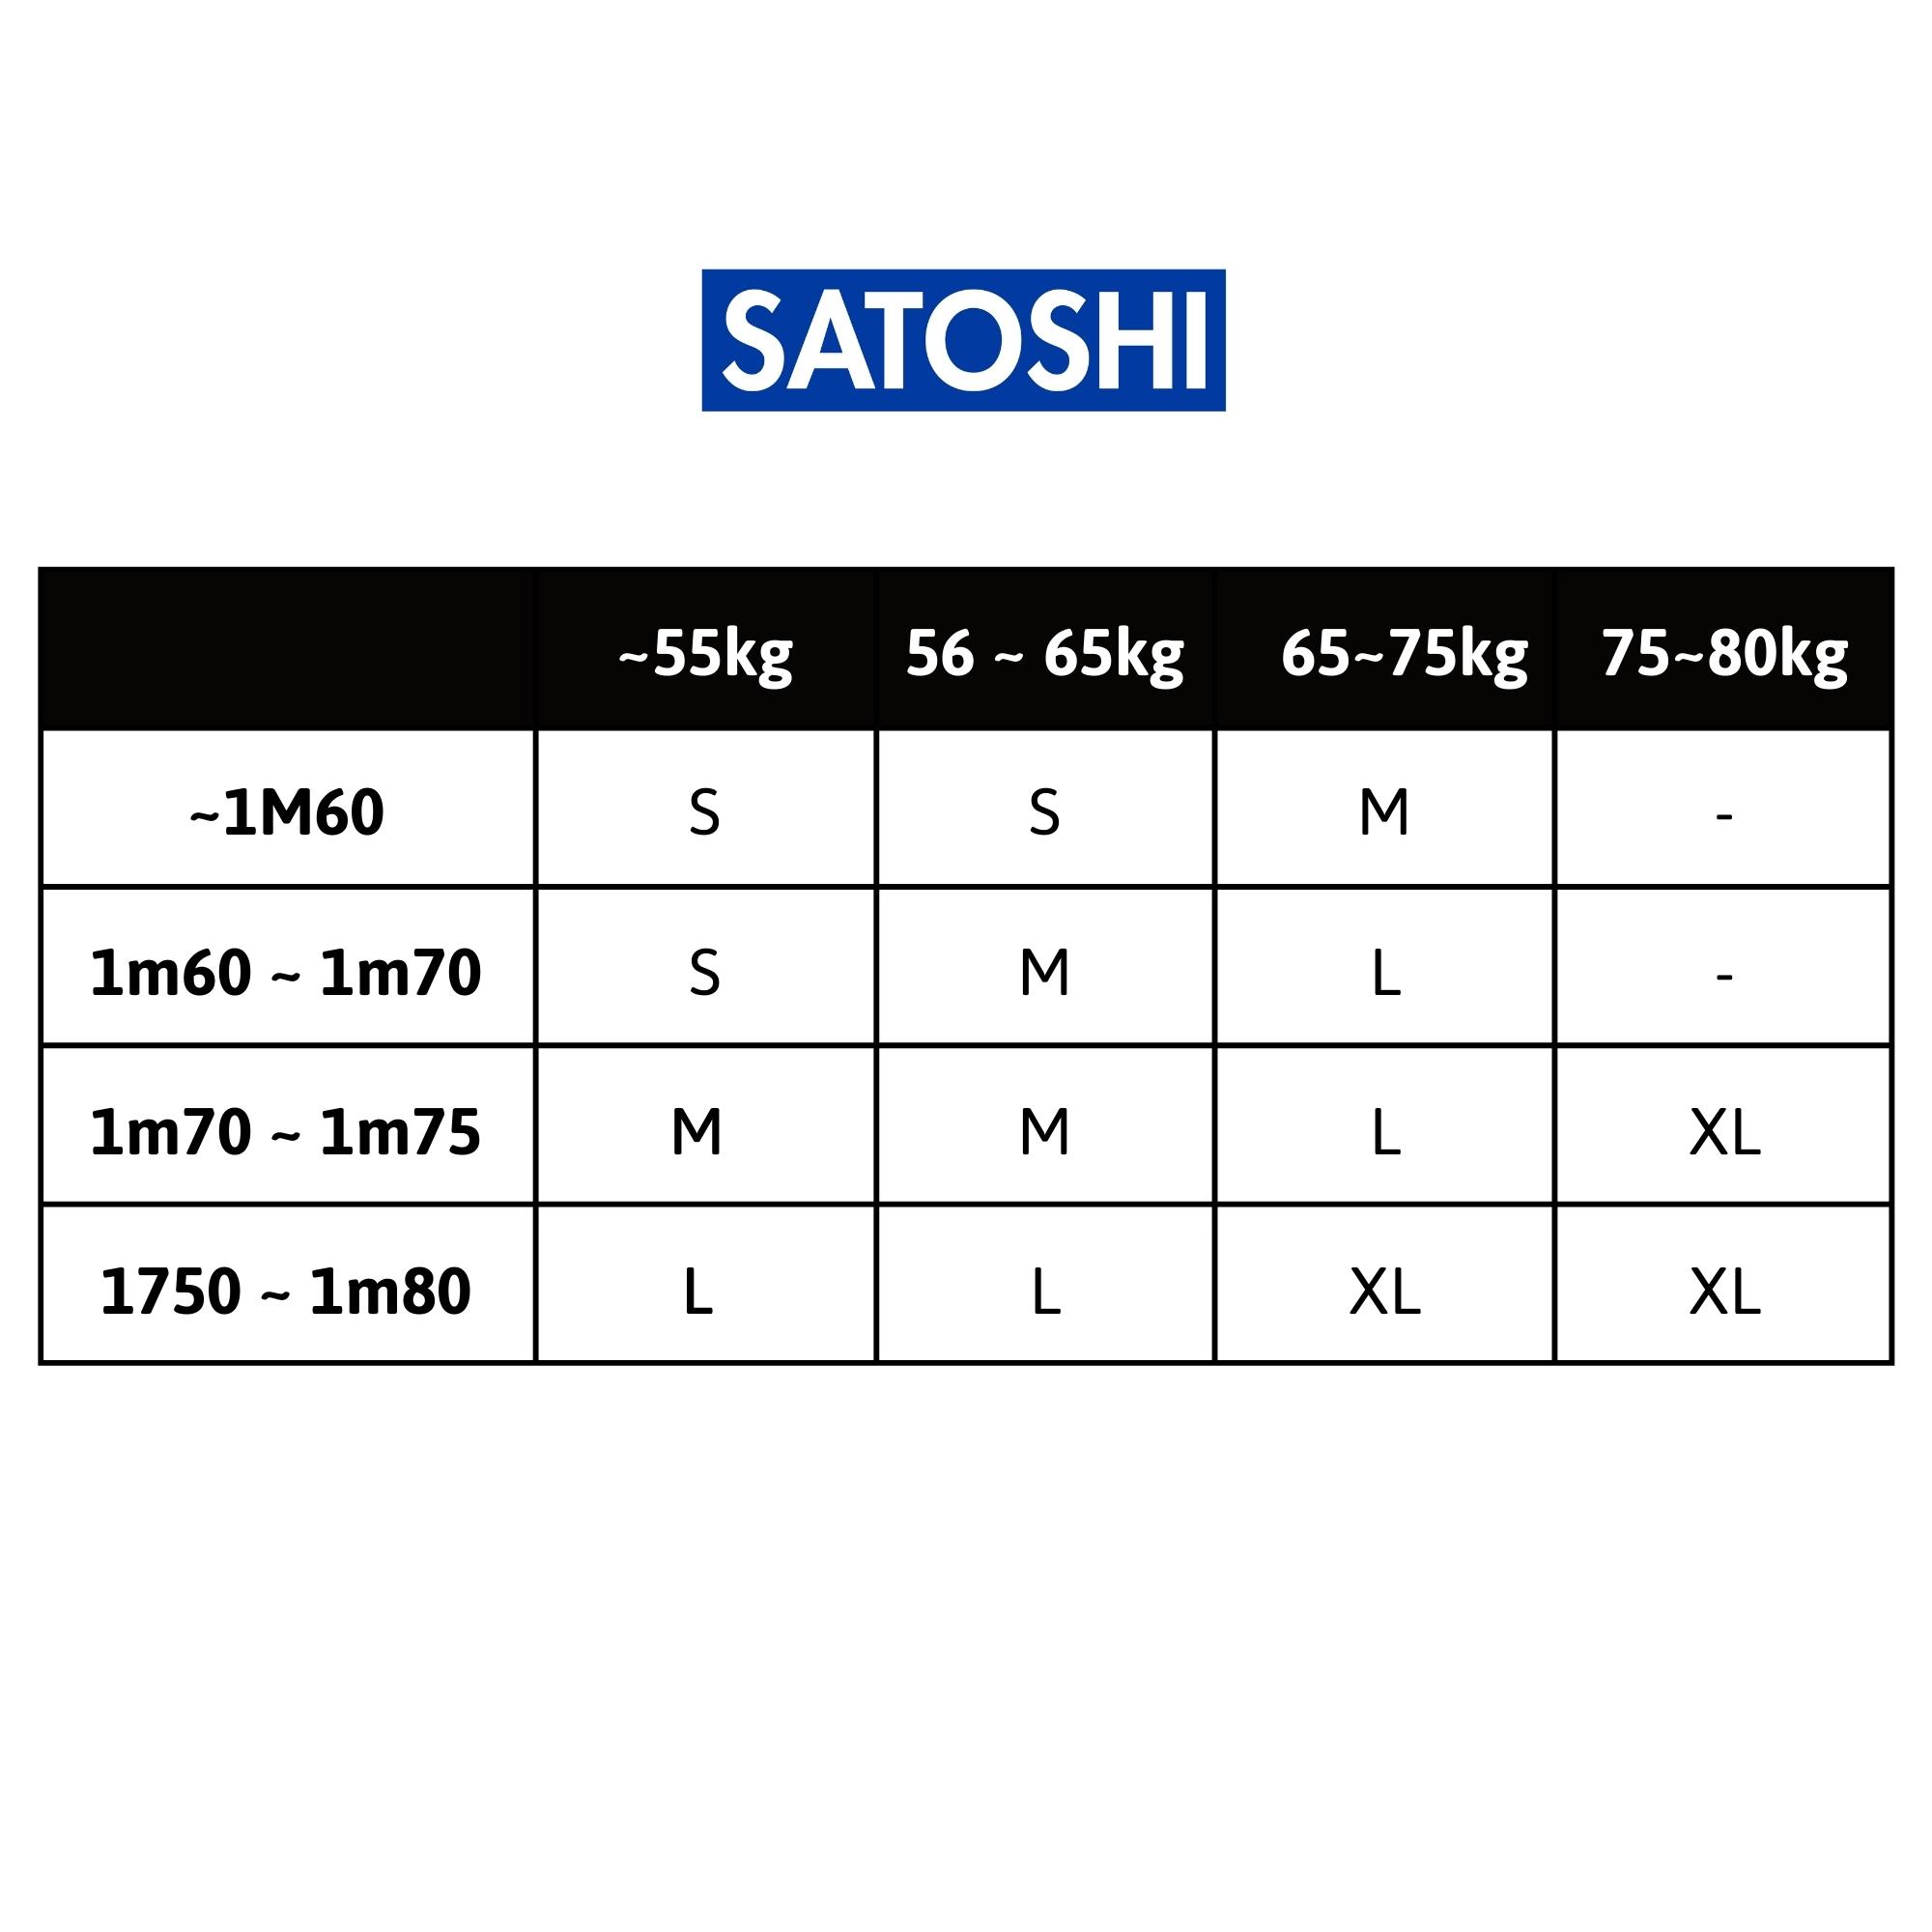 SATOSHI
~55kg 56 ~ 65kg 65~75kg 75~80kg
~1M60 S S M -
1m60 ~ 1m70 S M L -
1m70 ~ 1m75 M M L XL
1750 ~ 1m80 L L XL XL